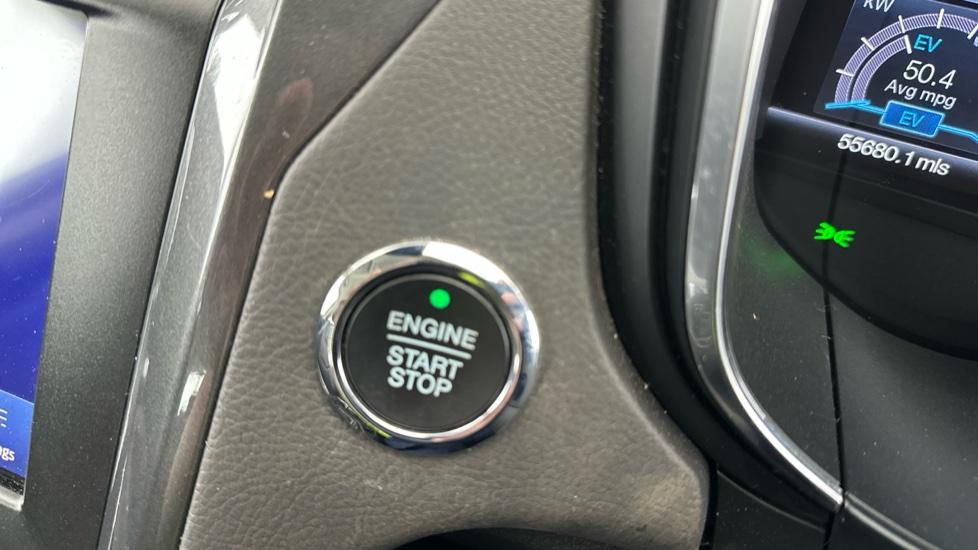 kW
EV
50.4
Avg mpg
EV
55680.1 mls
ENGINE
START
STOP